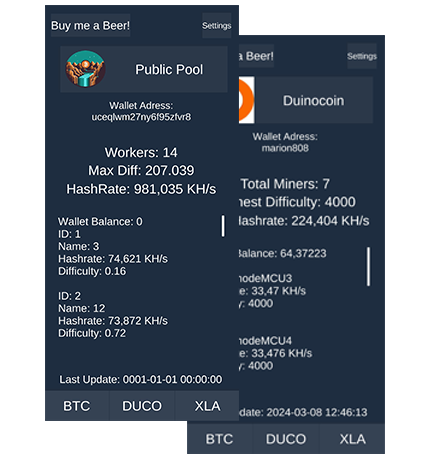 Buy me a Beer!
Settings
Public Pool
Wallet Adress:
uceqlwm27ny6f95zfvr8
Workers: 14
Max Diff: 207.039
HashRate: 981,035 KH/s
Wallet Balance: 0
ID: 1
Name: 3
Hashrate: 74,621 KH/s
Difficulty: 0.16
ID: 2
Name: 12
Hashrate: 73,872 KH/s
Difficulty: 0.72
Last Update: 0001-01-01 00:00:00
BTC DUCO XLA
a Beer!
Settings
Duinocoin
Wallet Adress:
marion808
Total Miners: 7
hest Difficulty: 4000
Hashrate: 224,404 KH/s
Balance: 64,37223
nodeMCU3
e: 33,47 KH/s
y: 4000
nodeMCU4
e: 33,476 KH/s
y: 4000
date: 2024-03-08 12:46:13
BTC DUCO XLA